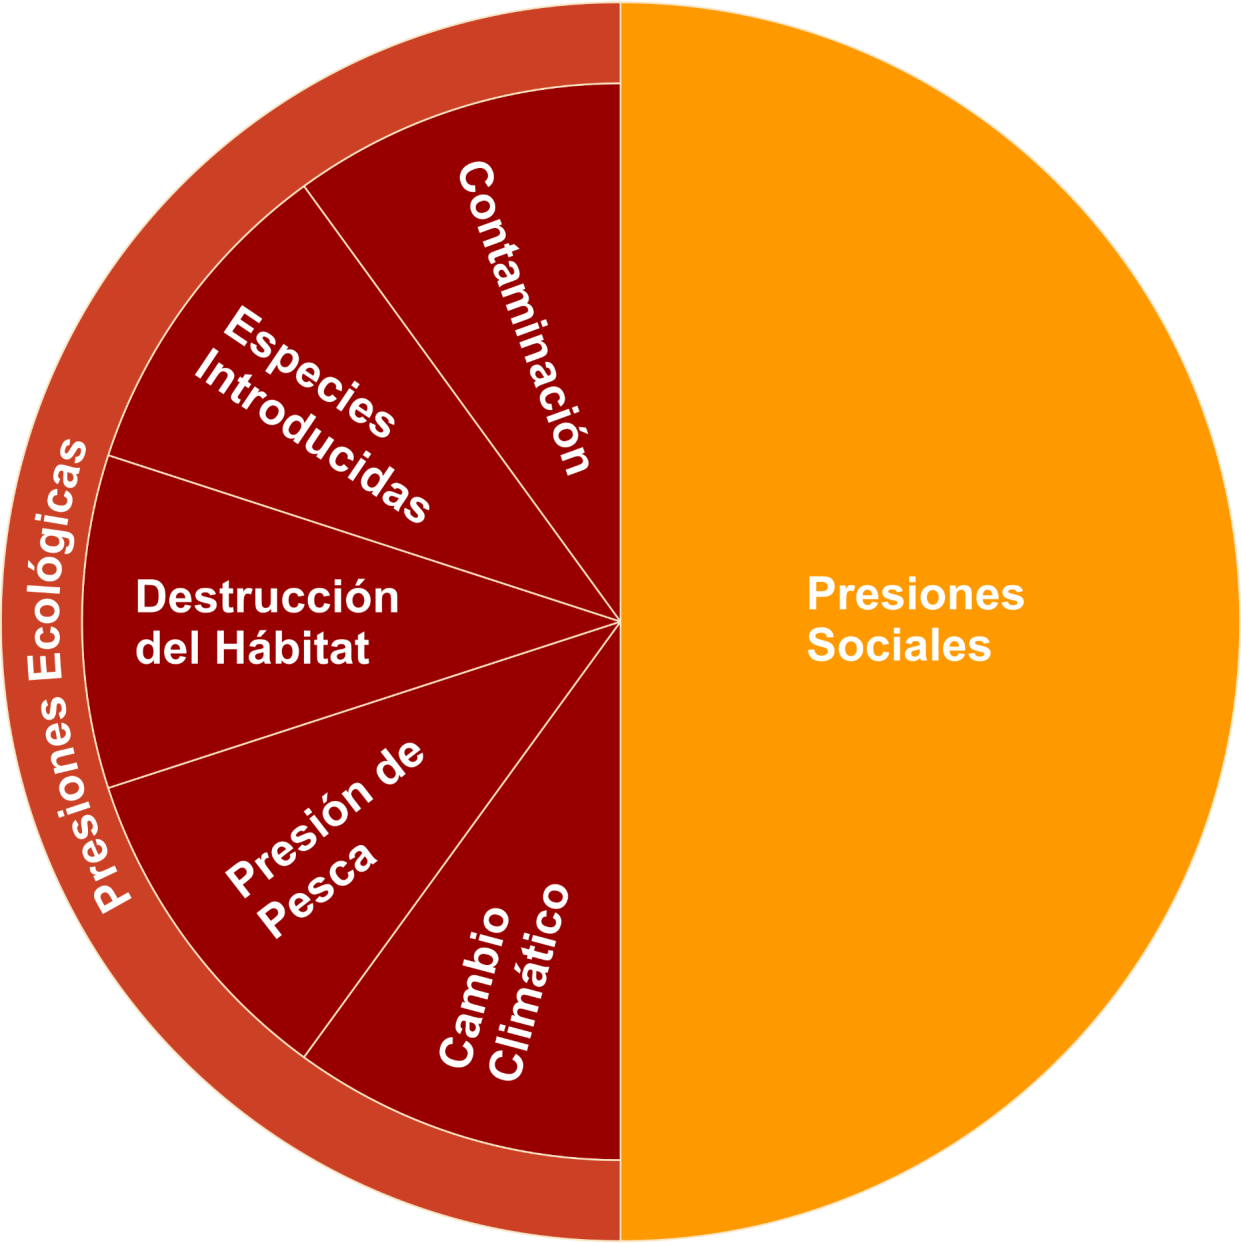 Presiones Ecológicas
Contaminación
Especies
Introducidas
Destrucción
del Hábitat
Presión de
Pesca
Cambio
Climático
Presiones
Sociales